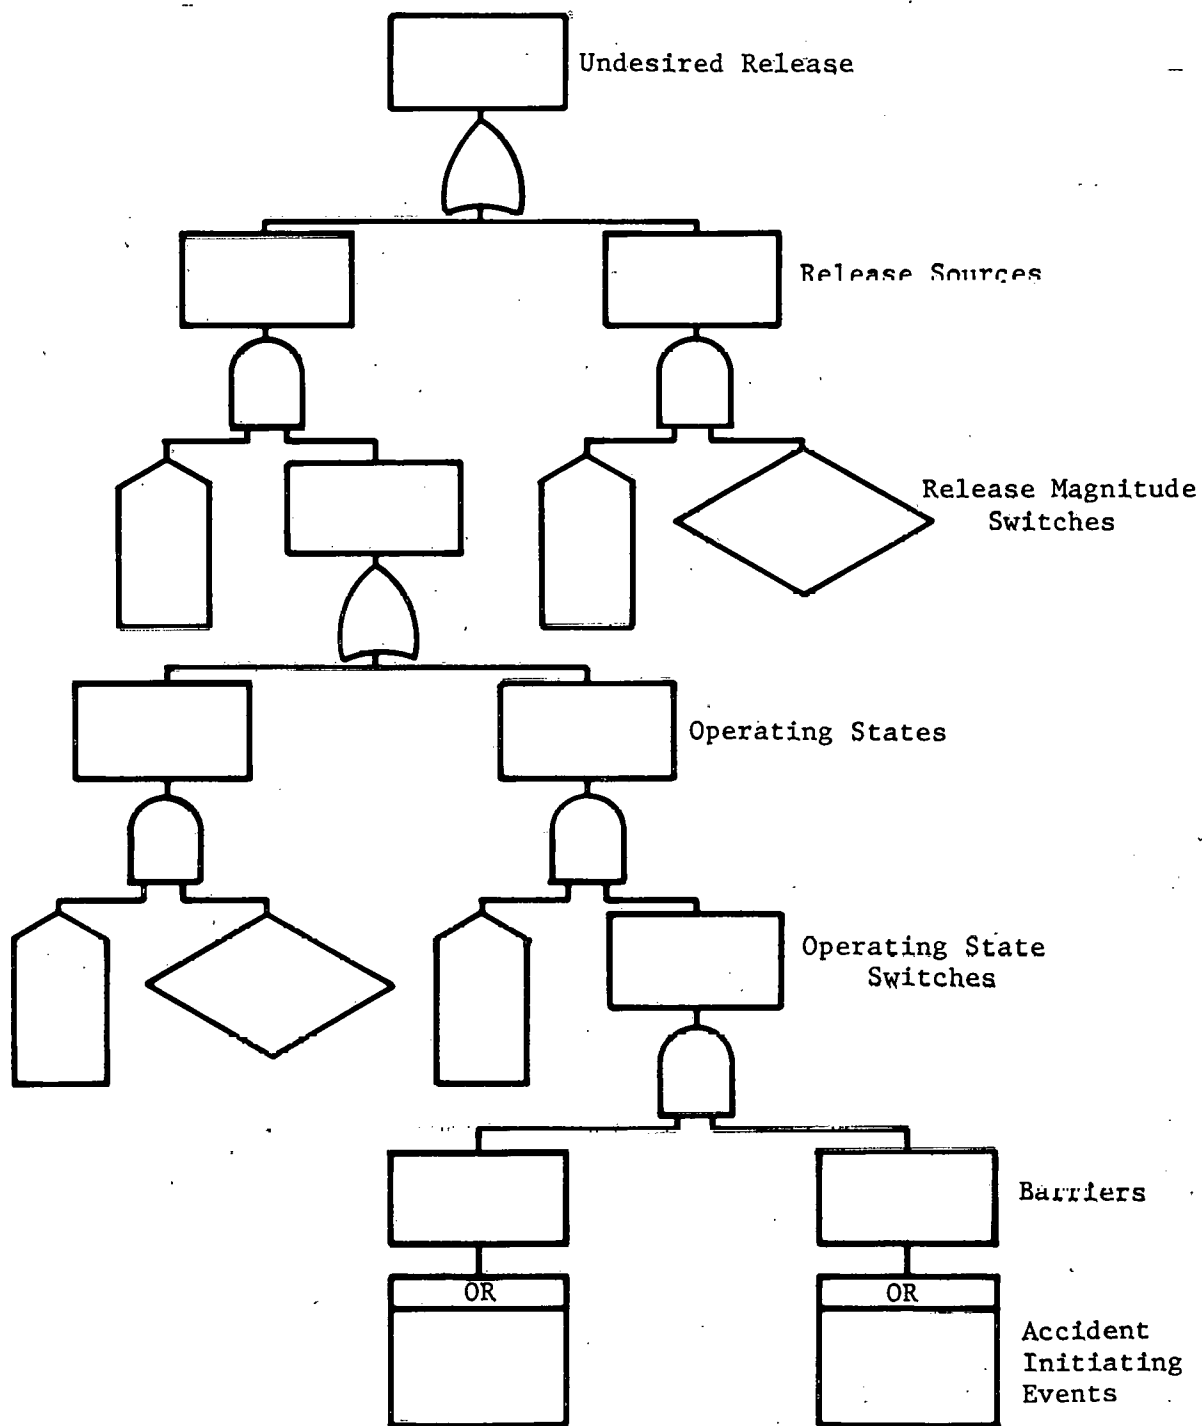 Undesired Release
Release Sources
Release Magnitude
Switches
Operating States
Operating State
Switches
Barriers
OR
OR
Accident
Initiating
Events